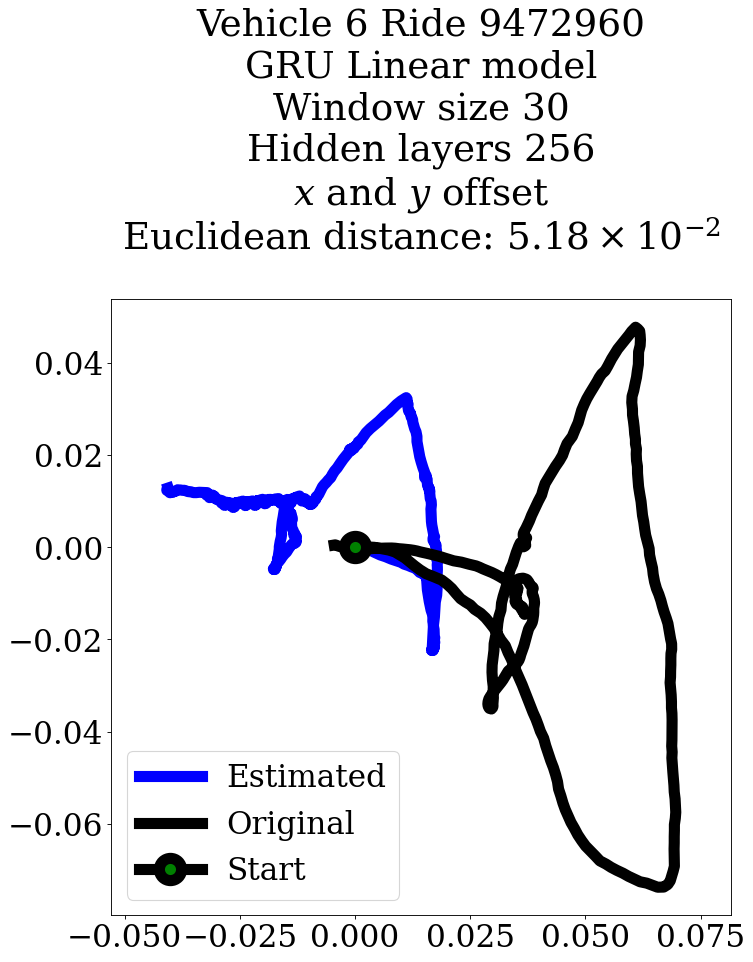 Vehicle 6 Ride 9472960
GRU Linear model
Window size 30
Hidden layers 256
x and y offset
Euclidean distance: 5.18 × 10⁻²
0.04
0.02
0.00
−0.02
−0.04
−0.06
Estimated
Original
Start
−0.050 −0.025 0.000 0.025 0.050 0.075